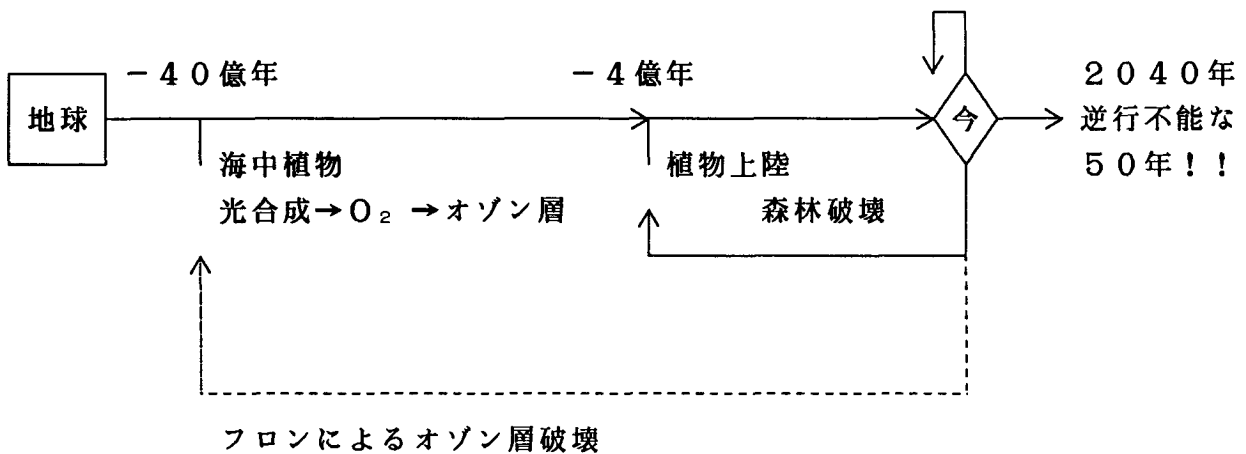 －４０億年
－４億年
２０４０年
地球
今
逆行不能な
海中植物
植物上陸
５０年！！
光合成→O₂ →オゾン層
森林破壊
フロンによるオゾン層破壊